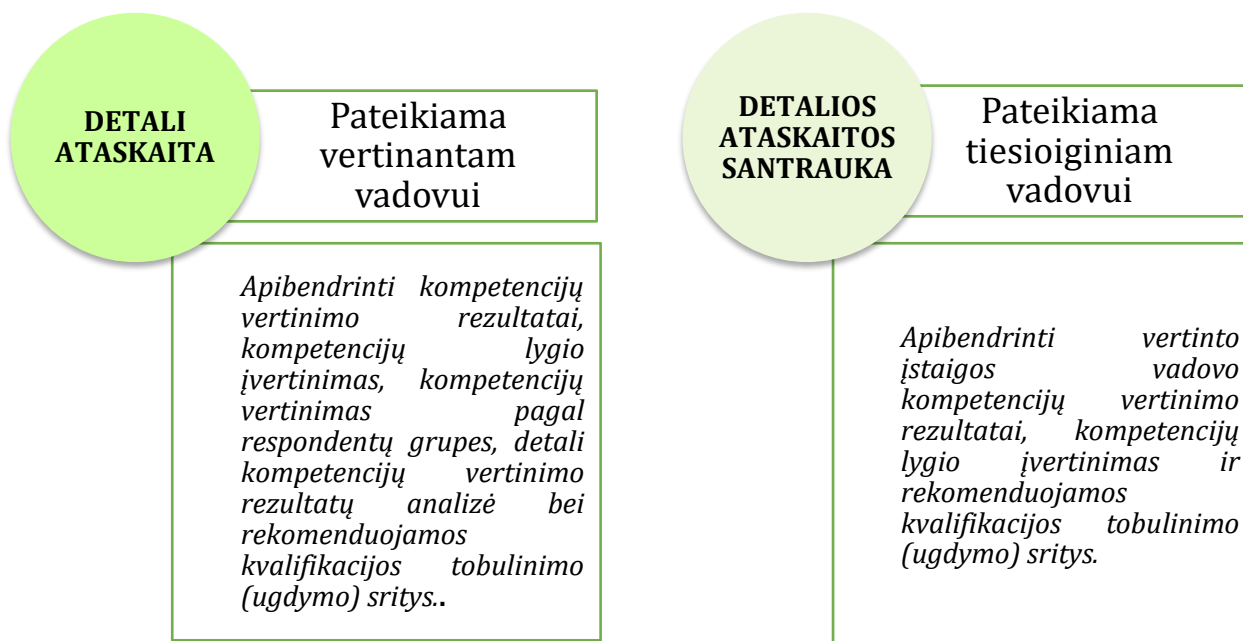 DETALI
ATASKAITA
Pateikiama
vertinantam
vadovui
Apibendrinti kompetencijų
vertinimo rezultatai,
kompetencijų lygio
įvertinimas, kompetencijų
vertinimas pagal
respondentų grupes, detali
kompetencijų vertinimo
rezultatų analizė bei
rekomenduojamos
kvalifikacijos tobulinimo
(ugdymo) sritys..
DETALIOS
ATASKAITOS
SANTRAUKA
Pateikiama
tiesioiginiam
vadovui
Apibendrinti vertinto
įstaigos vadovo
kompetencijų vertinimo
rezultatai, kompetencijų
lygio įvertinimas ir
rekomenduojamos
kvalifikacijos tobulinimo
(ugdymo) sritys.